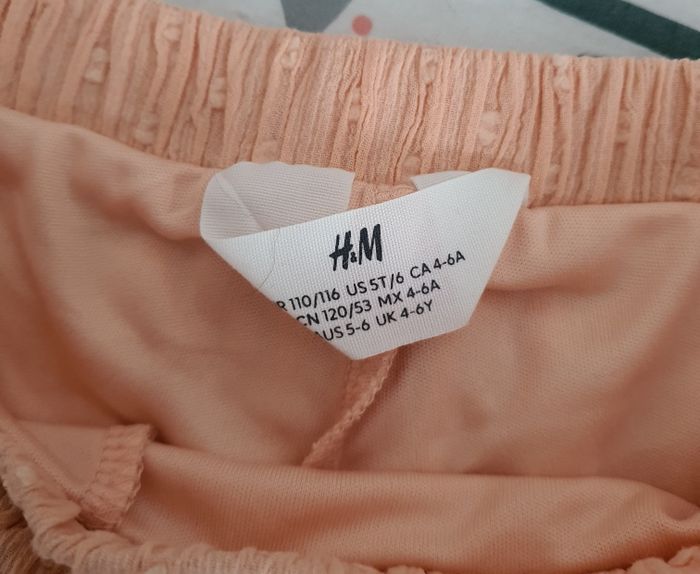 H&M
110/116 US 5T/6 CA 4-6A
CN 120/53 MX 4-6A
AUS 5-6 UK 4-6Y